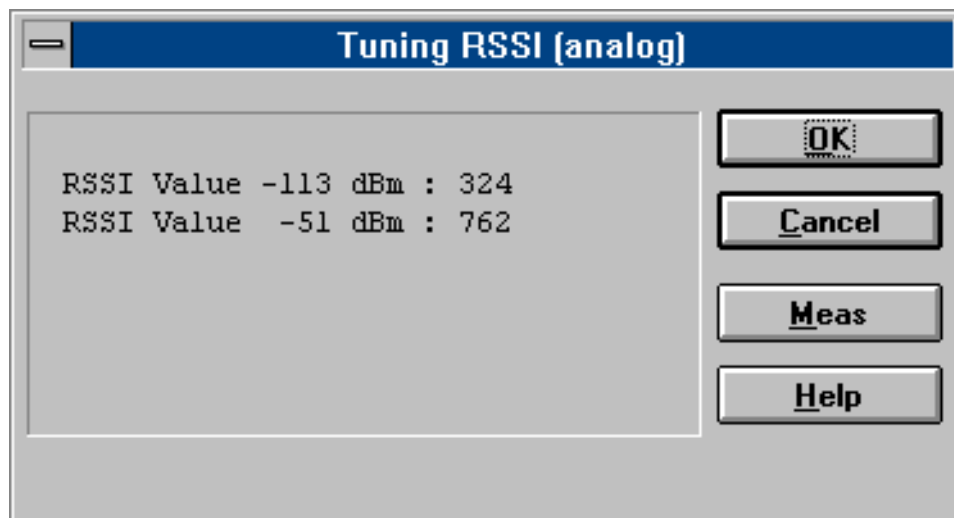 Tuning RSSI (analog)
RSSI Value -113 dBm : 324
RSSI Value  -51 dBm : 762
OK
Cancel
Meas
Help